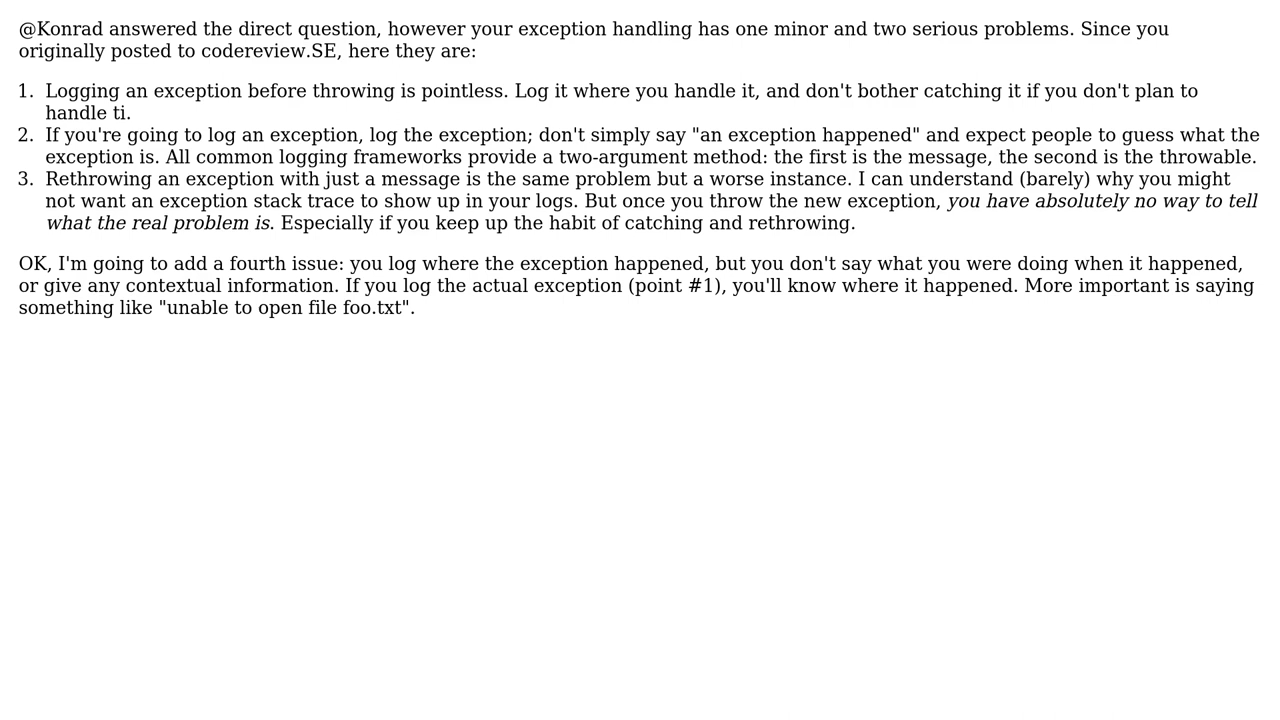 @Konrad answered the direct question, however your exception handling has one minor and two serious problems. Since you
originally posted to codereview.SE, here they are:
1. Logging an exception before throwing is pointless. Log it where you handle it, and don't bother catching it if you don't plan to
handle ti.
2. If you're going to log an exception, log the exception; don't simply say "an exception happened" and expect people to guess what the
exception is. All common logging frameworks provide a two-argument method: the first is the message, the second is the throwable.
3. Rethrowing an exception with just a message is the same problem but a worse instance. I can understand (barely) why you might
not want an exception stack trace to show up in your logs. But once you throw the new exception, you have absolutely no way to tell
what the real problem is. Especially if you keep up the habit of catching and rethrowing.
OK, I'm going to add a fourth issue: you log where the exception happened, but you don't say what you were doing when it happened,
or give any contextual information. If you log the actual exception (point #1), you'll know where it happened. More important is saying
something like "unable to open file foo.txt".